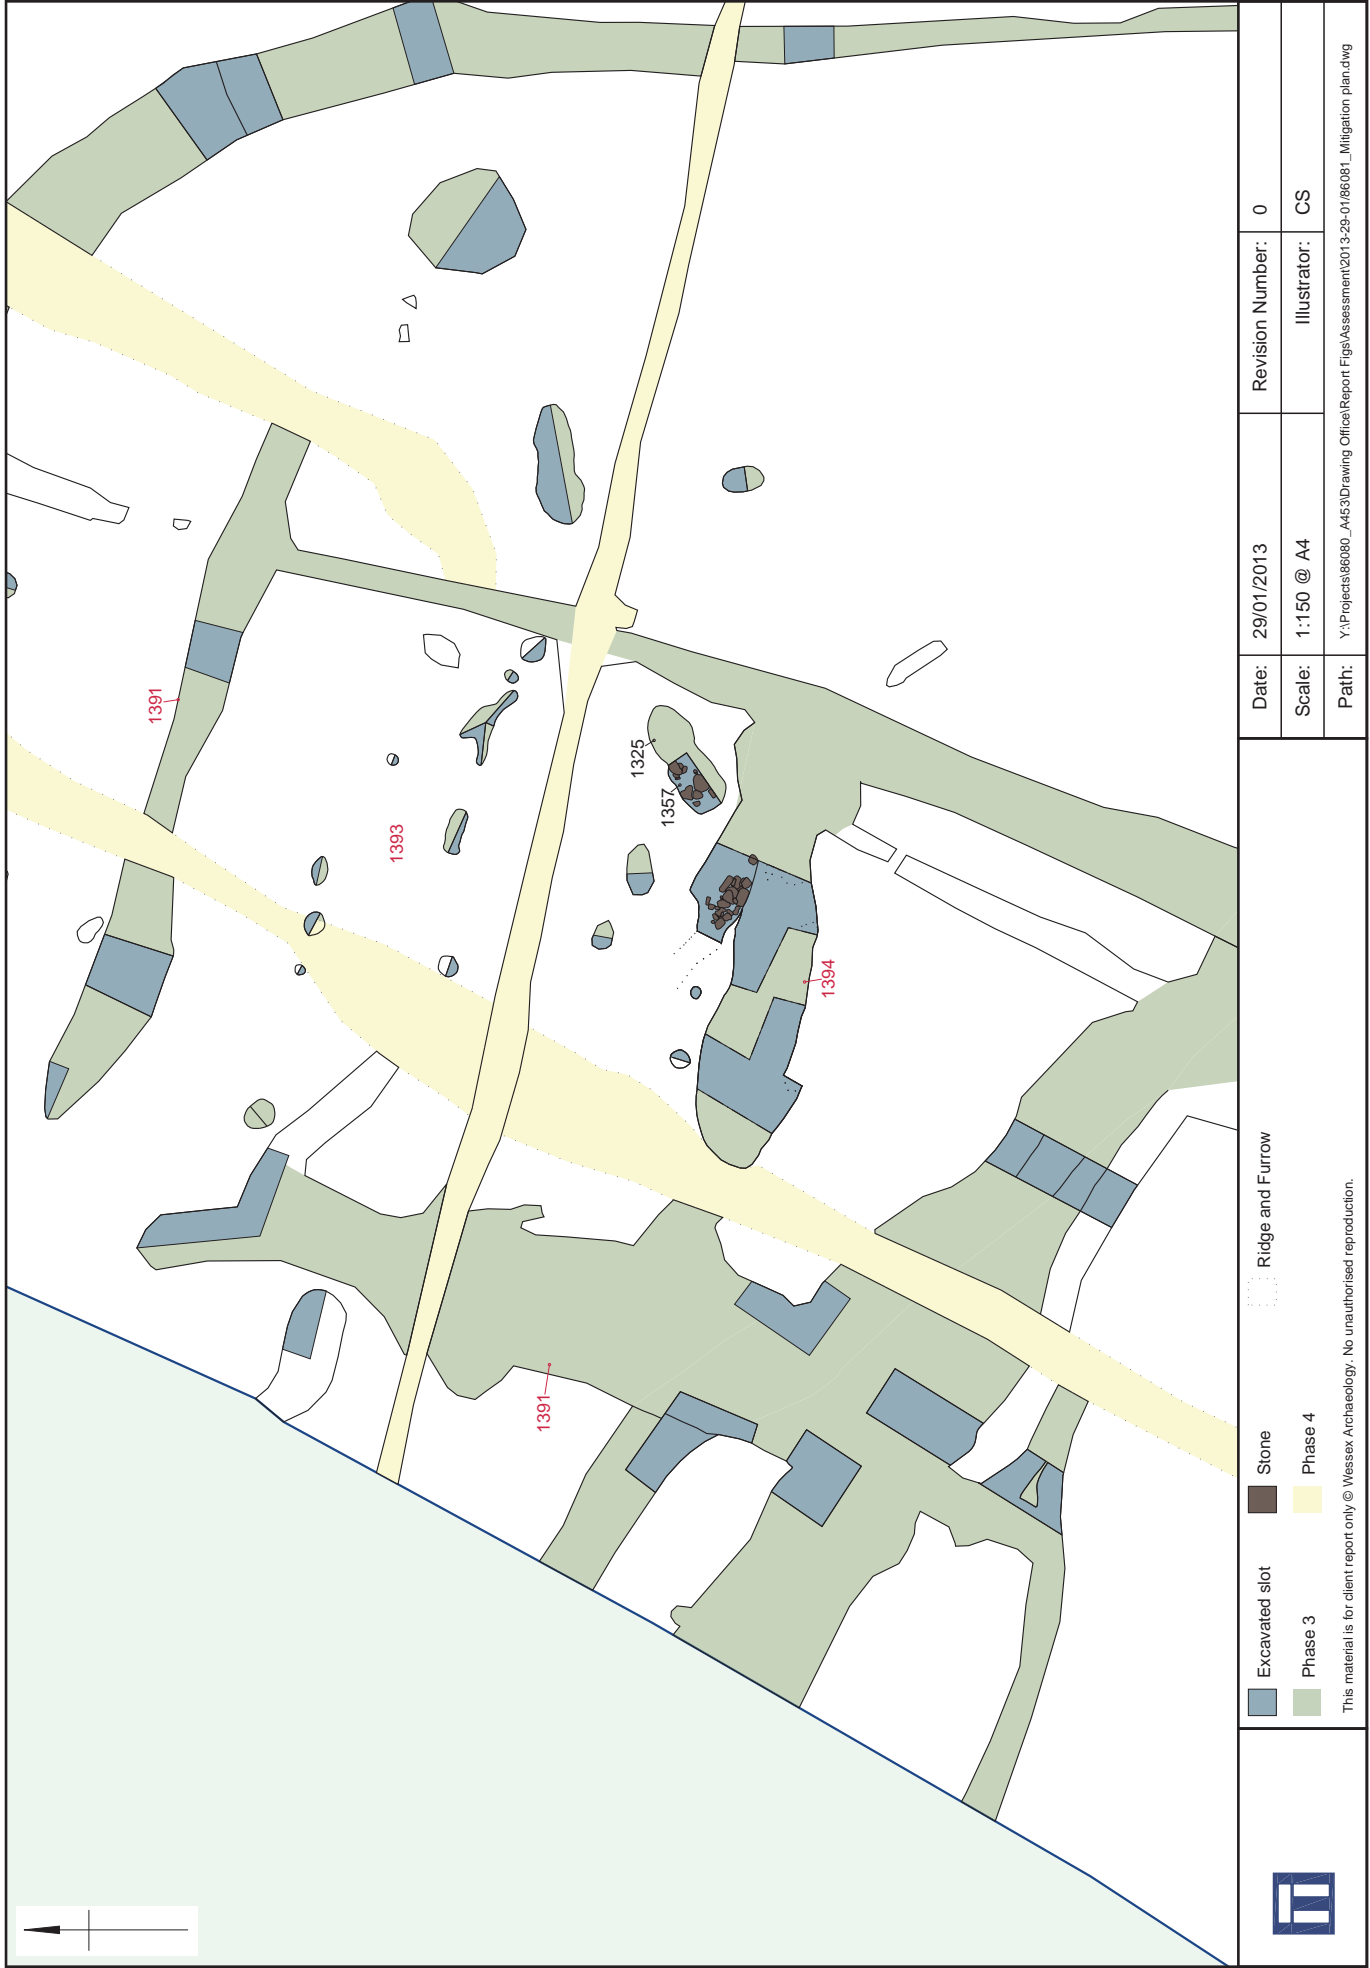 1391
1393
1325
1357
1394
1391
Excavated slot
Stone
Ridge and Furrow
Phase 3
Phase 4
This material is for client report only © Wessex Archaeology. No unauthorised reproduction.
Date: 29/01/2013 Revision Number: 0
Scale: 1:150 @ A4 Illustrator: CS
Path: Y:\Projects\86080_A453\Drawing Office\Report Figs\Assessment\2013-29-01/86081_Mitigation plan.dwg